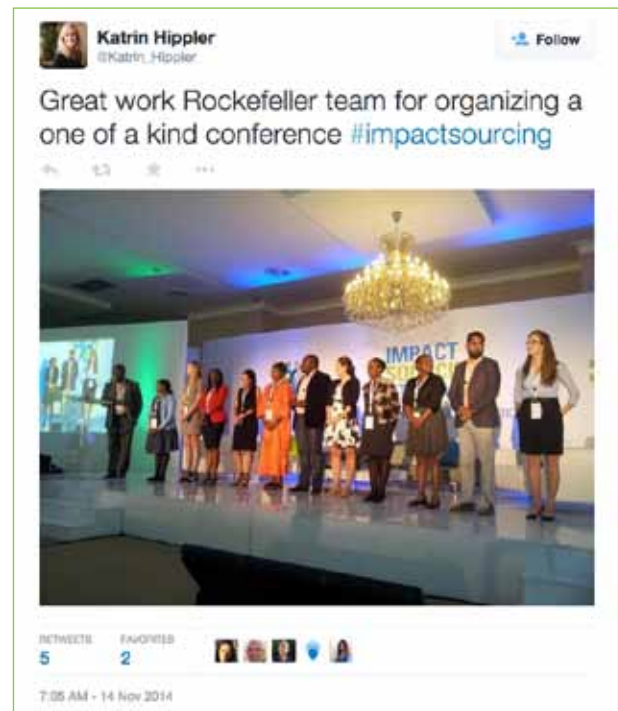 Katrin Hippler
@Katrin_Hippler
Follow
Great work Rockefeller team for organizing a
one of a kind conference #impactsourcing
IMPACT
RETWEETS
FAVORITES
5
2
7:05 AM - 14 Nov 2014